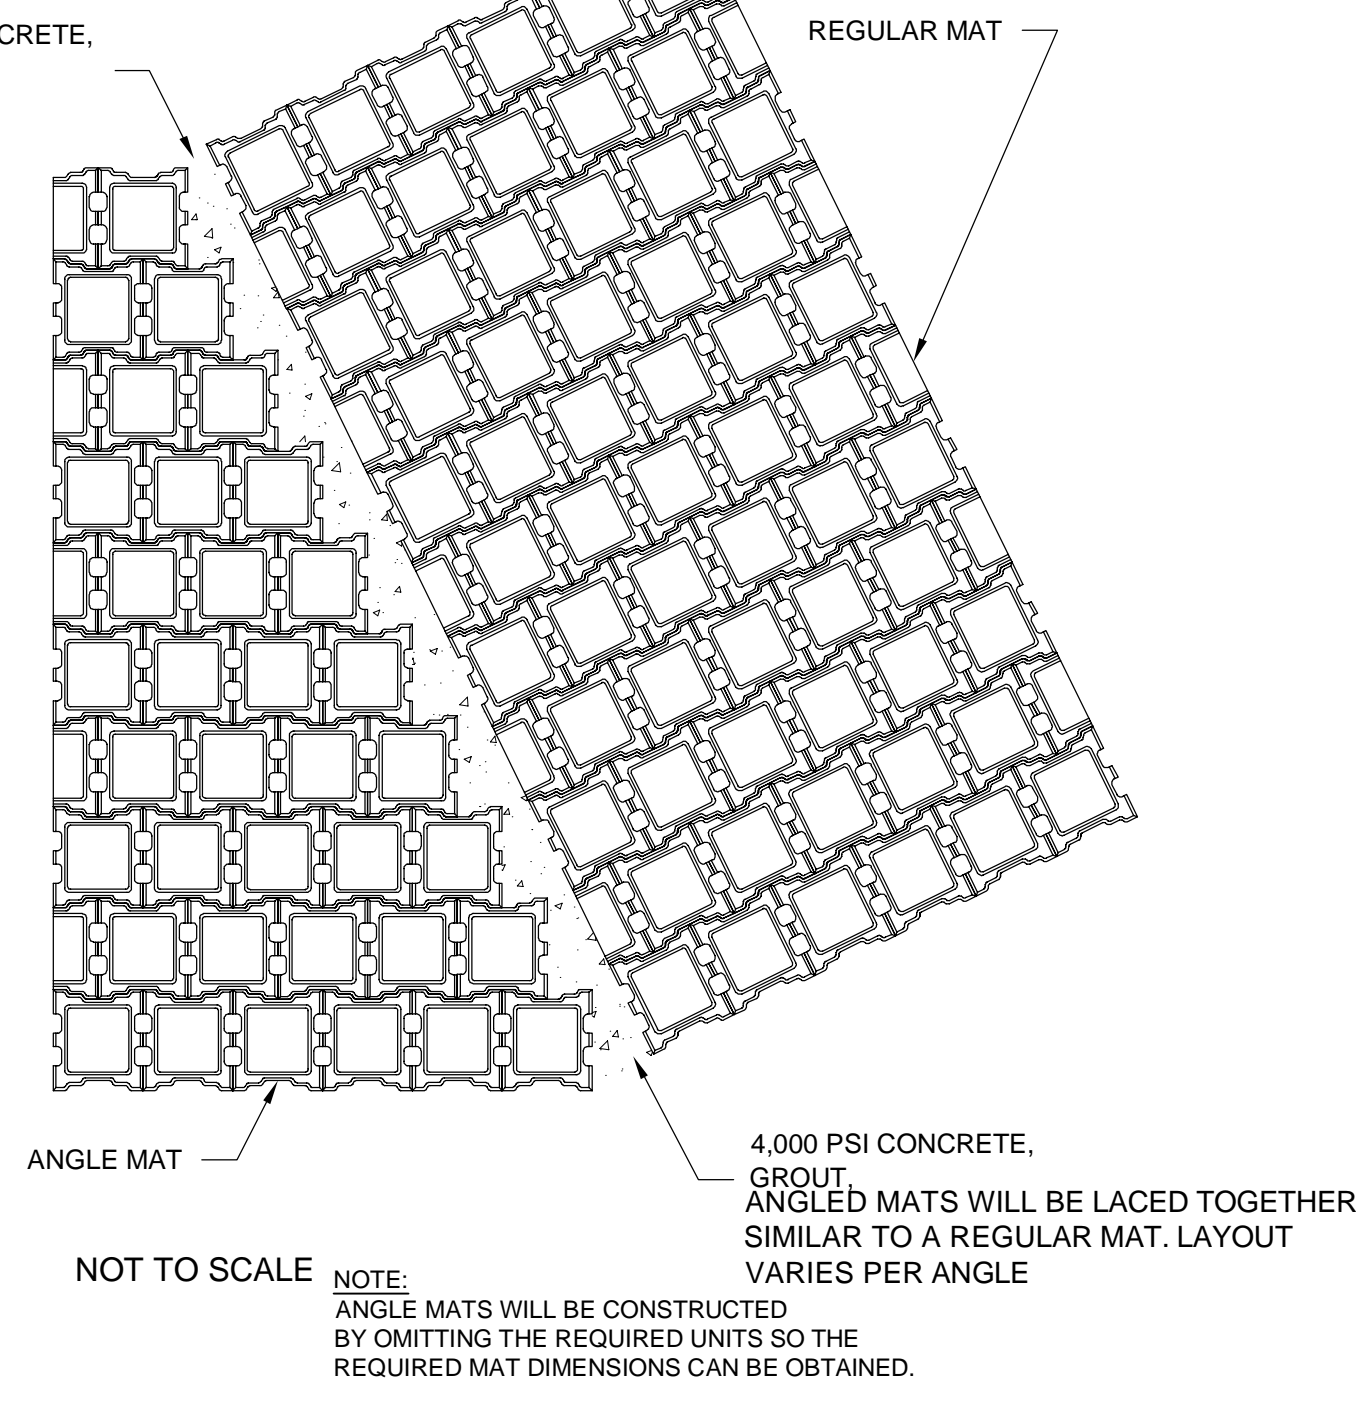 CRETE,
REGULAR MAT
ANGLE MAT
4,000 PSI CONCRETE,
GROUT,
ANGLED MATS WILL BE LACED TOGETHER
SIMILAR TO A REGULAR MAT. LAYOUT
VARIES PER ANGLE
NOT TO SCALE
NOTE:
ANGLE MATS WILL BE CONSTRUCTED
BY OMITTING THE REQUIRED UNITS SO THE
REQUIRED MAT DIMENSIONS CAN BE OBTAINED.